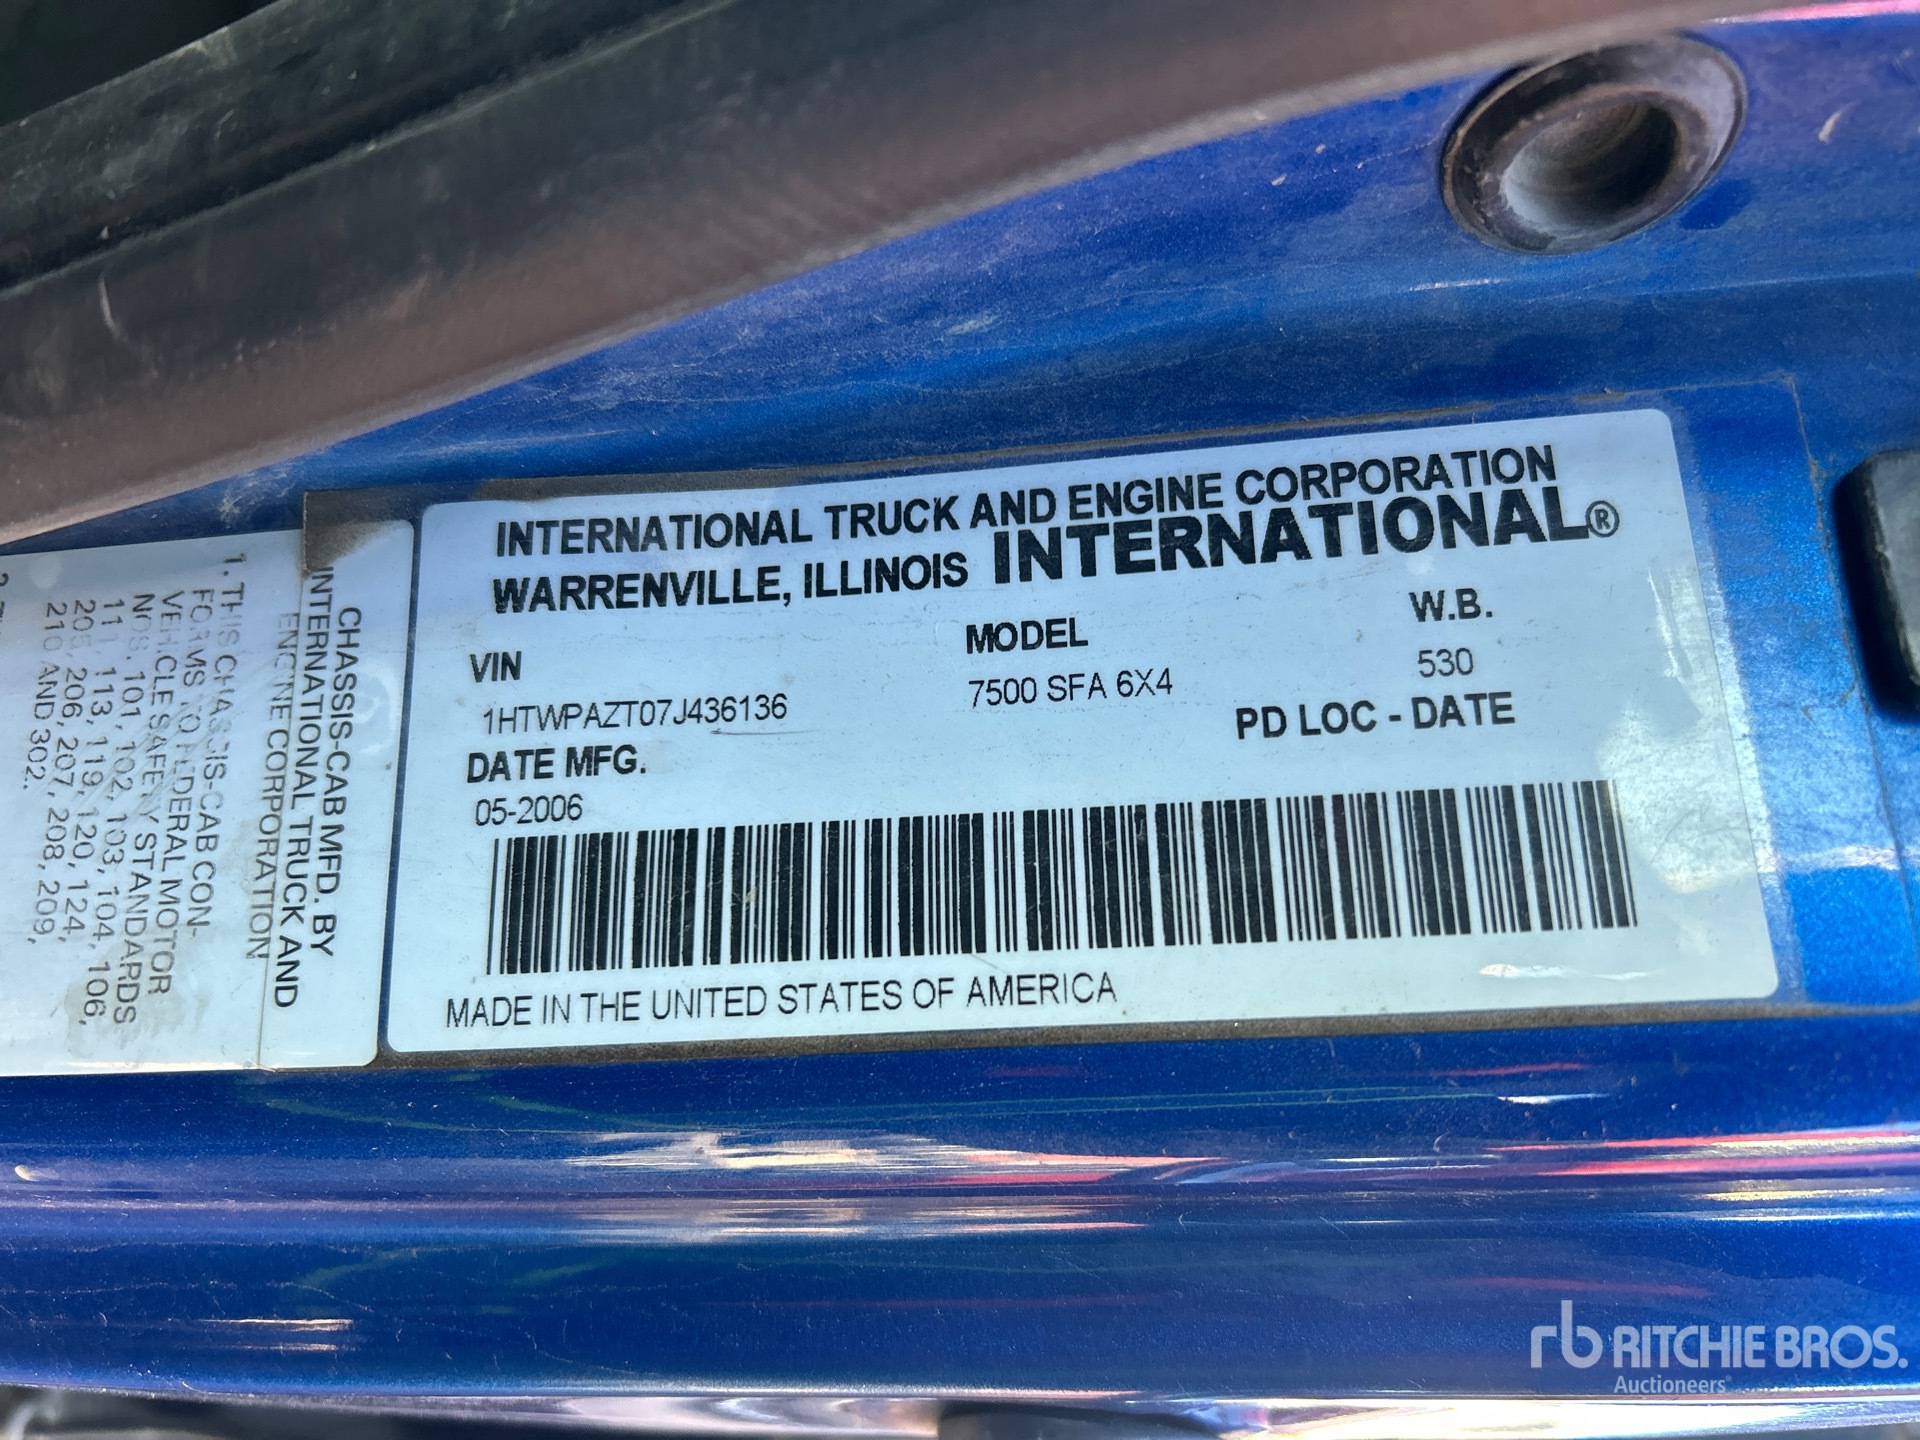 INTERNATIONAL TRUCK AND ENGINE CORPORATION
WARRENVILLE, ILLINOIS INTERNATIONAL®
VIN MODEL W.B.
1HTWPAZT07J436136 7500 SFA 6X4 530
DATE MFG. PD LOC - DATE
05-2006
MADE IN THE UNITED STATES OF AMERICA
CHASSIS-CAB MFD. BY
INTERNATIONAL TRUCK AND
ENGINE CORPORATION
1. THIS CHASSIS-CAB CON-
FORMS TO FEDERAL MOTOR
VEHICLE SAFETY STANDARDS
NOS. 101, 102, 103, 104, 106,
111, 113, 119, 120, 124,
205, 206, 207, 208, 209,
210 AND 302.
rb RITCHIE BROS.
Auctioneers